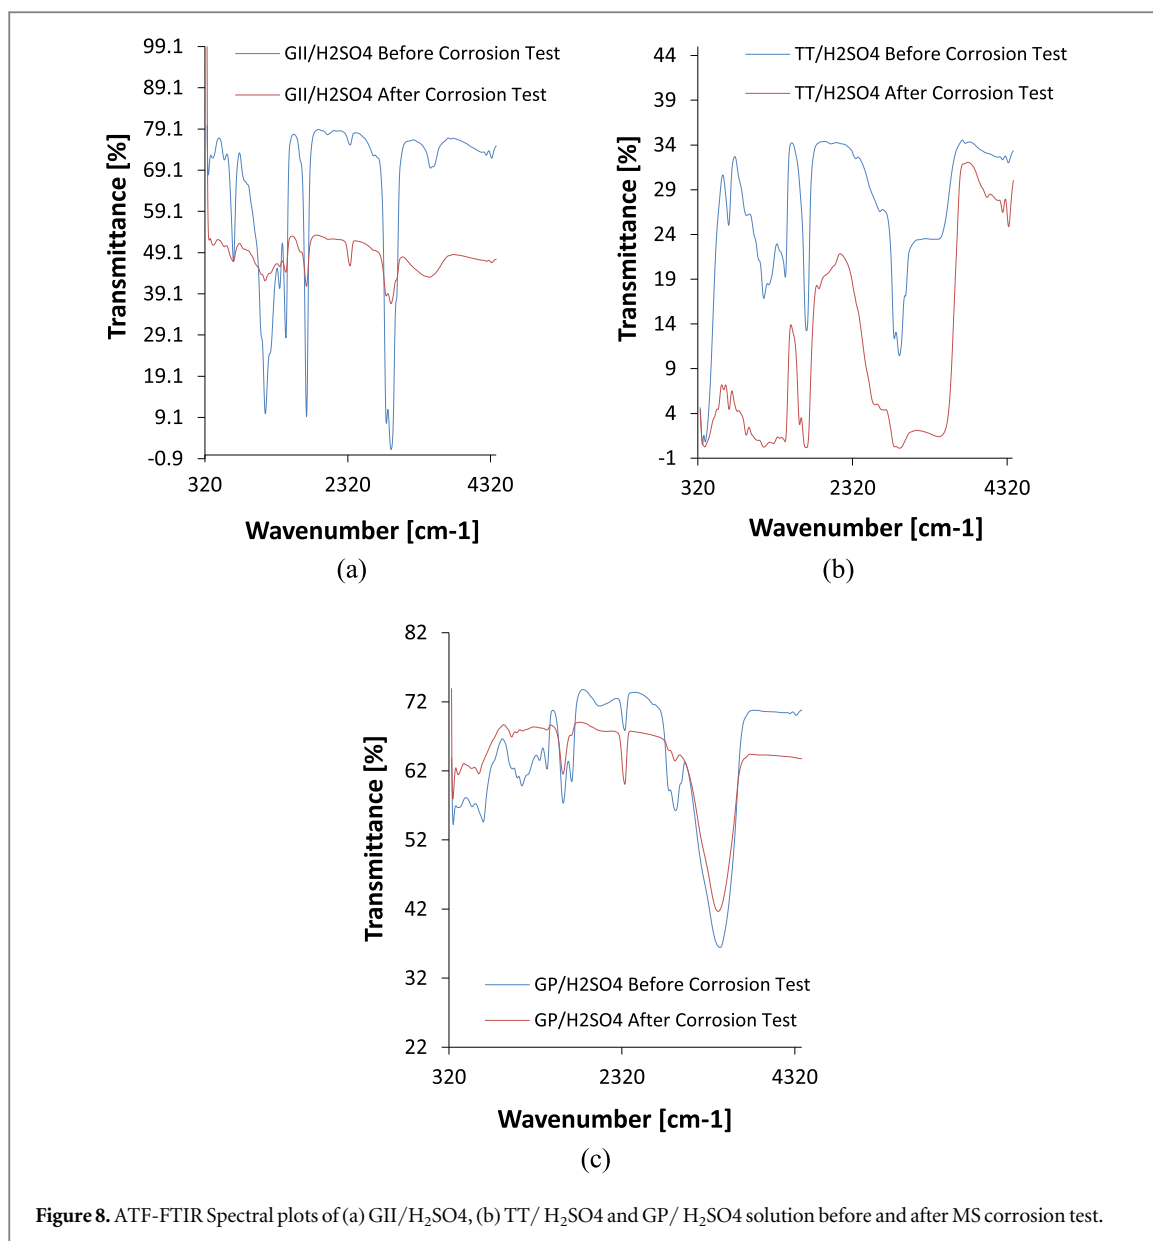 99.1
89.1
79.1
69.1
59.1
49.1
39.1
29.1
19.1
9.1
-0.9
Transmittance [%]
GII/H2SO4 Before Corrosion Test
GII/H2SO4 After Corrosion Test
320 2320 4320
Wavenumber [cm-1]
(a)
44
39
34
29
24
19
14
9
4
-1
Transmittance [%]
TT/H2SO4 Before Corrosion Test
TT/H2SO4 After Corrosion Test
320 2320 4320
Wavenumber [cm-1]
(b)
82
72
62
52
42
32
22
Transmittance [%]
GP/H2SO4 Before Corrosion Test
GP/H2SO4 After Corrosion Test
320 2320 4320
Wavenumber [cm-1]
(c)
Figure 8. ATF-FTIR Spectral plots of (a) GII/H₂SO4, (b) TT/ H₂SO4 and GP/ H₂SO4 solution before and after MS corrosion test.